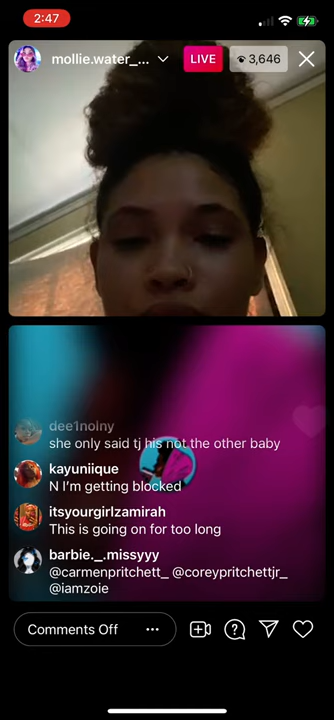 2:47
mollie.water_...
LIVE
3,646
dee1nolny
she only said tj his not the other baby
kayuniique
N I'm getting blocked
itsyourgirlzamirah
This is going on for too long
barbie._.missyyy
@carmenpritchett_ @coreypritchettjr_
@iamzoie
Comments Off